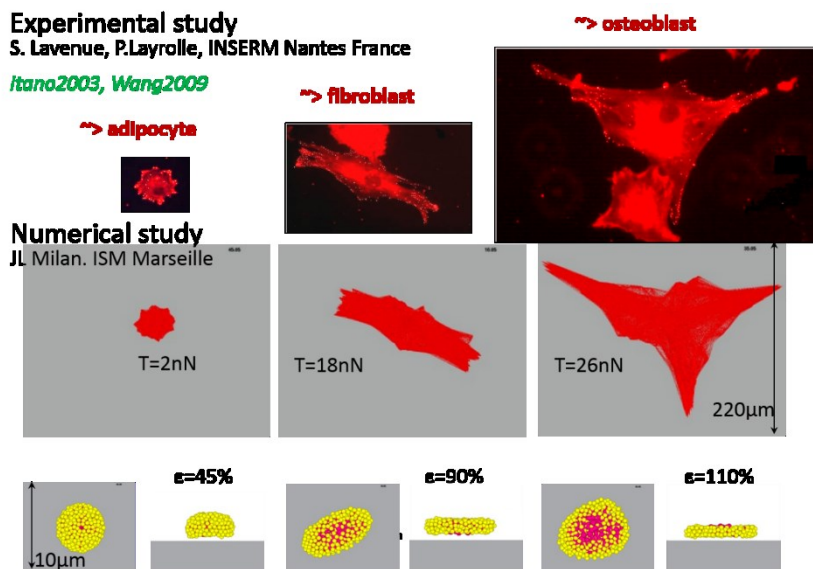 Experimental study
S. Lavenue, P.Layrolle, INSERM Nantes France
Itano2003, Wang2009
~> adipocyte
~> fibroblast
~> osteoblast
Numerical study
JL Milan. ISM Marseille
T=2nN
T=18nN
T=26nN
220µm
ε=45%
ε=90%
ε=110%
10µm